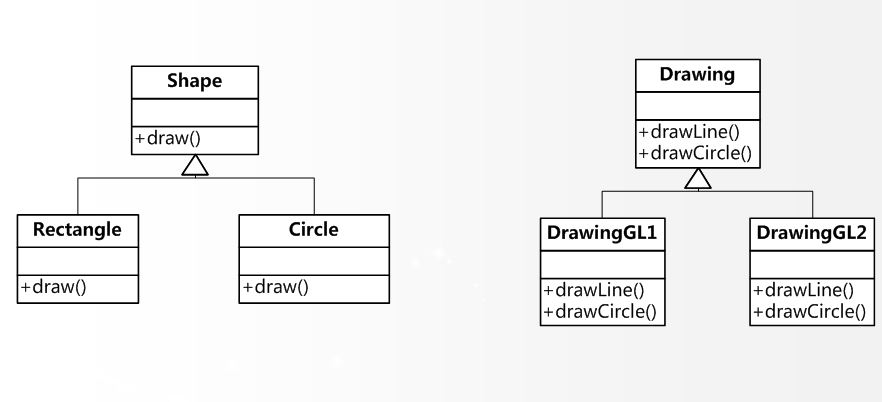 Shape
+draw()
Rectangle
+draw()
Circle
+draw()
Drawing
+drawLine()
+drawCircle()
DrawingGL1
+drawLine()
+drawCircle()
DrawingGL2
+drawLine()
+drawCircle()